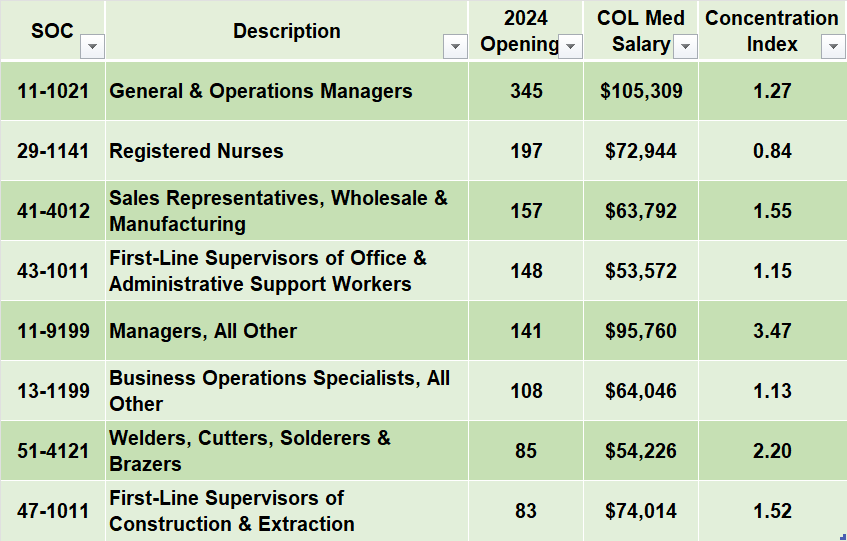 SOC Description 2024 Opening COL Med Salary Concentration Index
11-1021 General & Operations Managers 345 $105,309 1.27
29-1141 Registered Nurses 197 $72,944 0.84
41-4012 Sales Representatives, Wholesale & Manufacturing 157 $63,792 1.55
43-1011 First-Line Supervisors of Office & Administrative Support Workers 148 $53,572 1.15
11-9199 Managers, All Other 141 $95,760 3.47
13-1199 Business Operations Specialists, All Other 108 $64,046 1.13
51-4121 Welders, Cutters, Solderers & Brazers 85 $54,226 2.20
47-1011 First-Line Supervisors of Construction & Extraction 83 $74,014 1.52